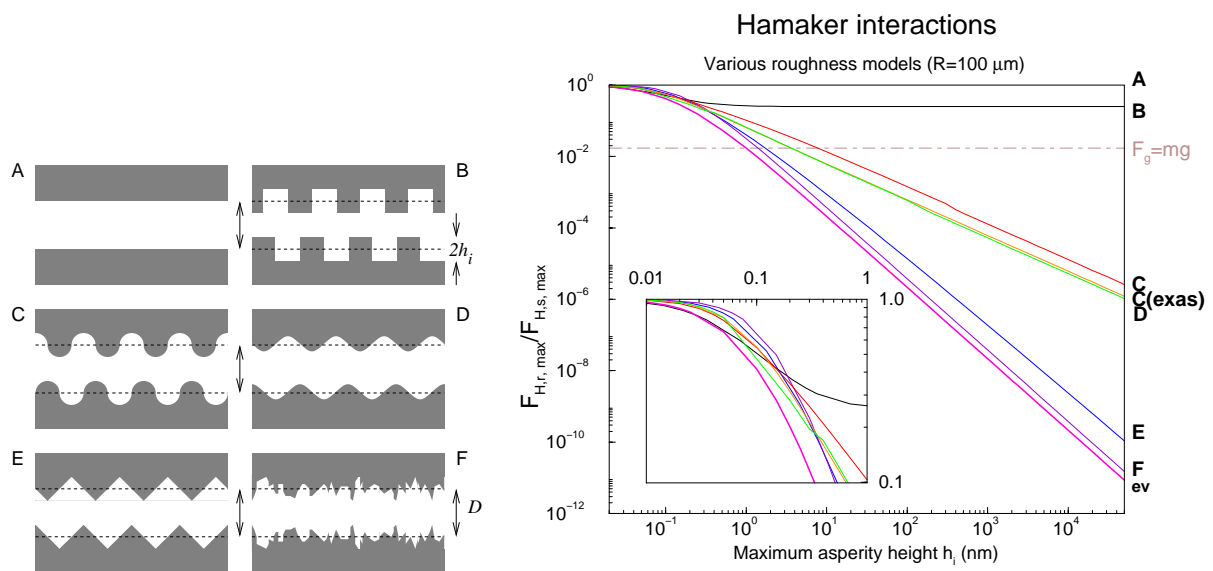 A
B
2h_i
C
D
E
F
D
Hamaker interactions
Various roughness models (R=100 μm)
F_H,r, max/F_H,s, max
10^0
10^−2
10^−4
10^−6
10^−8
10^−10
10^−12
A
B
F_g=mg
C
C(exas)
D
E
F
ev
0.01
0.1
1
1.0
0.1
10^−1
10^0
10^1
10^2
10^3
10^4
Maximum asperity height h_i (nm)